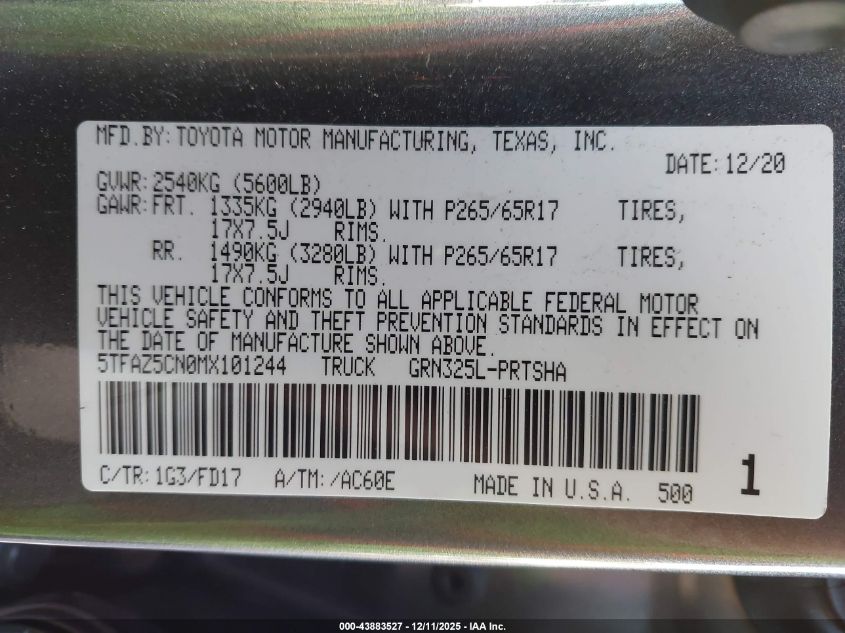 MFD.BY:TOYOTA MOTOR MANUFACTURING, TEXAS, INC.
DATE:12/20
GVWR:2540KG (5600LB)
GAWR:FRT. 1335KG (2940LB) WITH P265/65R17 TIRES,
17X7.5J RIMS.
RR. 1490KG (3280LB) WITH P265/65R17 TIRES,
17X7.5J RIMS.
THIS VEHICLE CONFORMS TO ALL APPLICABLE FEDERAL MOTOR
VEHICLE SAFETY AND THEFT PREVENTION STANDARDS IN EFFECT ON
THE DATE OF MANUFACTURE SHOWN ABOVE.
5TFAZ5CN0MX101244 TRUCK GRN325L-PRTSHA
C/TR:1G3/FD17 A/TM:/AC60E MADE IN U.S.A. 500 1
000-43883527 - 12/11/2025 - IAA Inc.